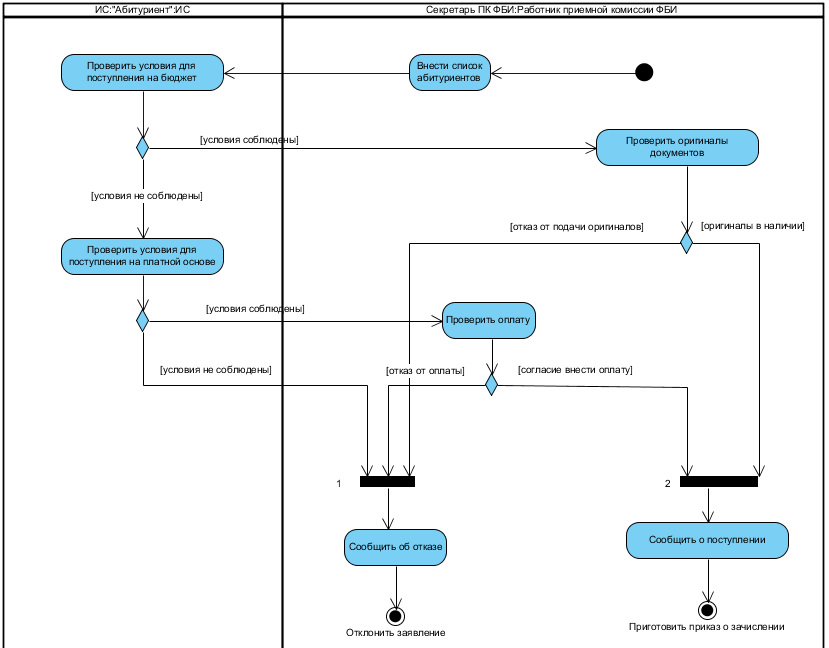 ИС:"Абитуриент":ИС
Секретарь ПК ФБИ:Работник приемной комиссии ФБИ
Проверить условия для
поступления на бюджет
Внести список
абитуриентов
[условия соблюдены]
Проверить оригиналы
документов
[условия не соблюдены]
[отказ от подачи оригиналов]
[оригиналы в наличии]
Проверить условия для
поступления на платной основе
[условия соблюдены]
Проверить оплату
[условия не соблюдены]
[отказ от оплаты]
[согласие внести оплату]
1
2
Сообщить об отказе
Сообщить о поступлении
Отклонить заявление
Приготовить приказ о зачислении